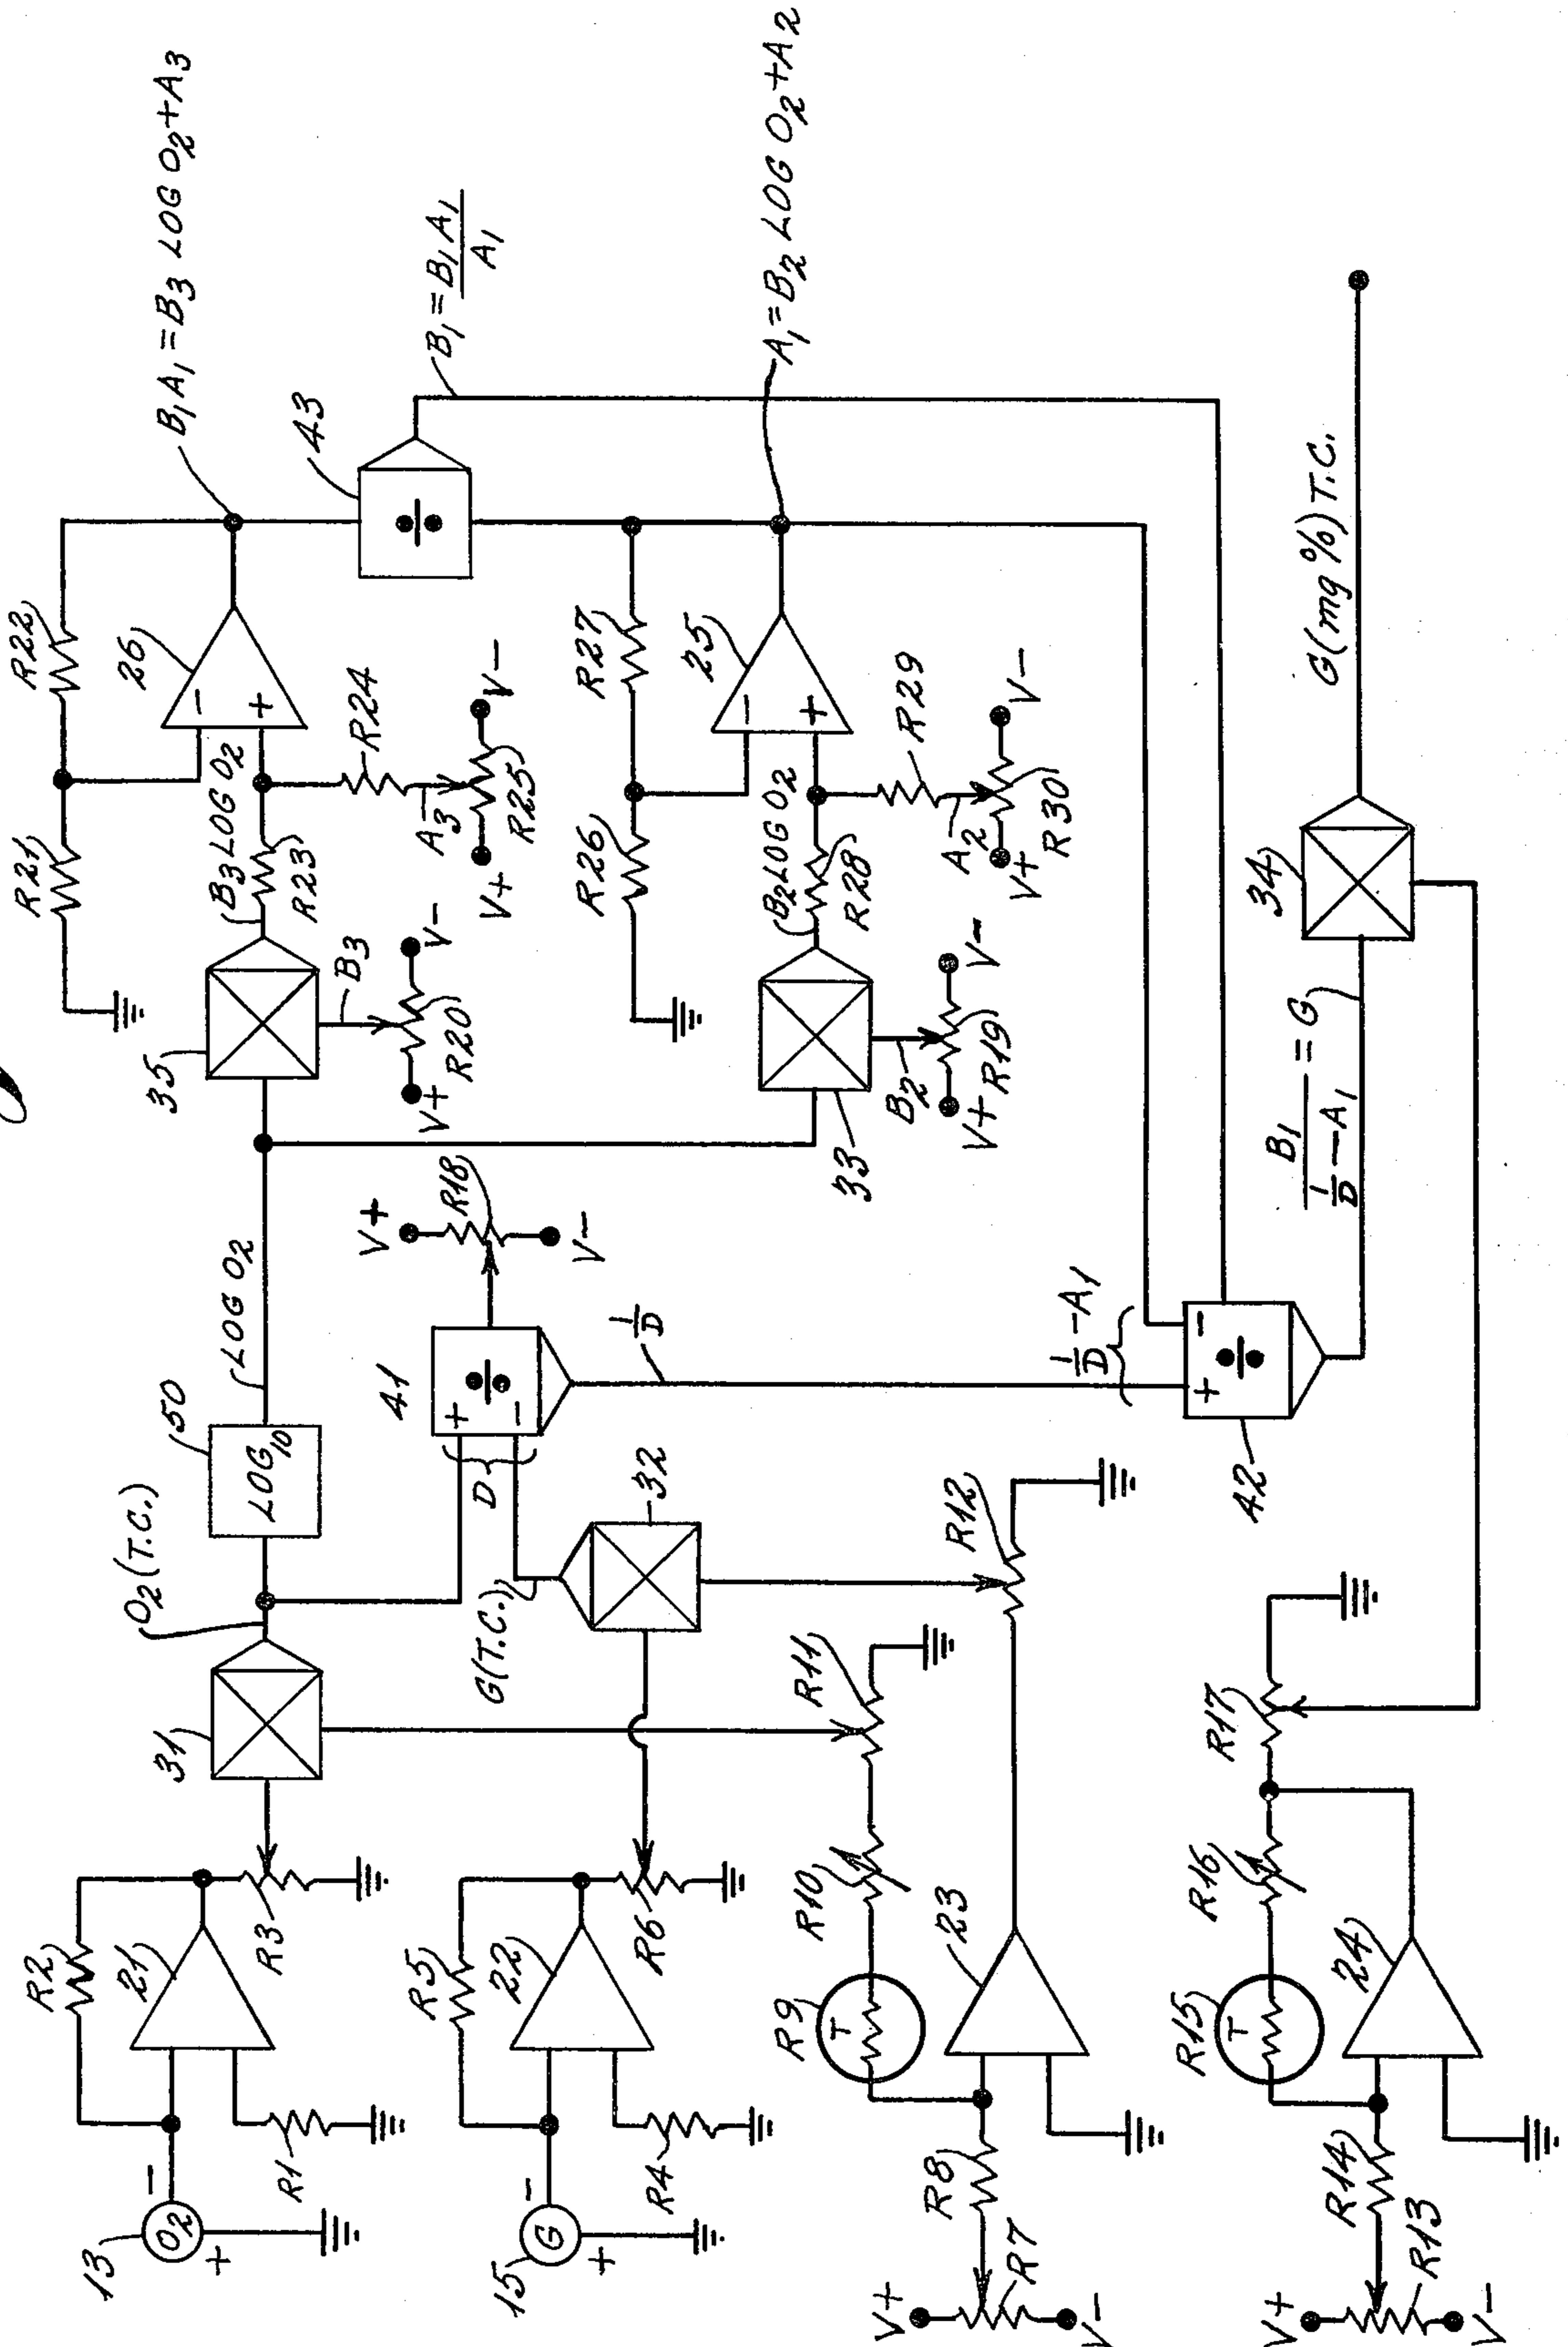 R21
R22
26
−
+
B₁A₁=B₃ LOG O₂+A₃
35
B₃LOG O₂
R23
R24
A₃
V+
V−
R25
B₃
V+
V−
R20
43
÷
B₁=B₁A₁/A₁
R2
21
R3
13
O₂
−
+
R1
31
O₂(T.C.)
50
LOG₁₀
LOG O₂
V+
R18
V−
41
+
÷
−
D
1/D
G(T.C.)
32
R5
22
R6
15
G
−
+
R4
R26
R27
25
−
+
A₁=B₂ LOG O₂+A₂
33
B₂LOG O₂
R28
R29
A₂
V+
V−
R30
B₂
V+
V−
R19
R9
T
R10
R11
R12
23
R8
V+
R7
V−
1/D−A₁
+
−
÷
42
B₁/(1/D−A₁)=G
34
G(mg%)T.C.
R15
T
R16
R17
24
R14
V+
R13
V−